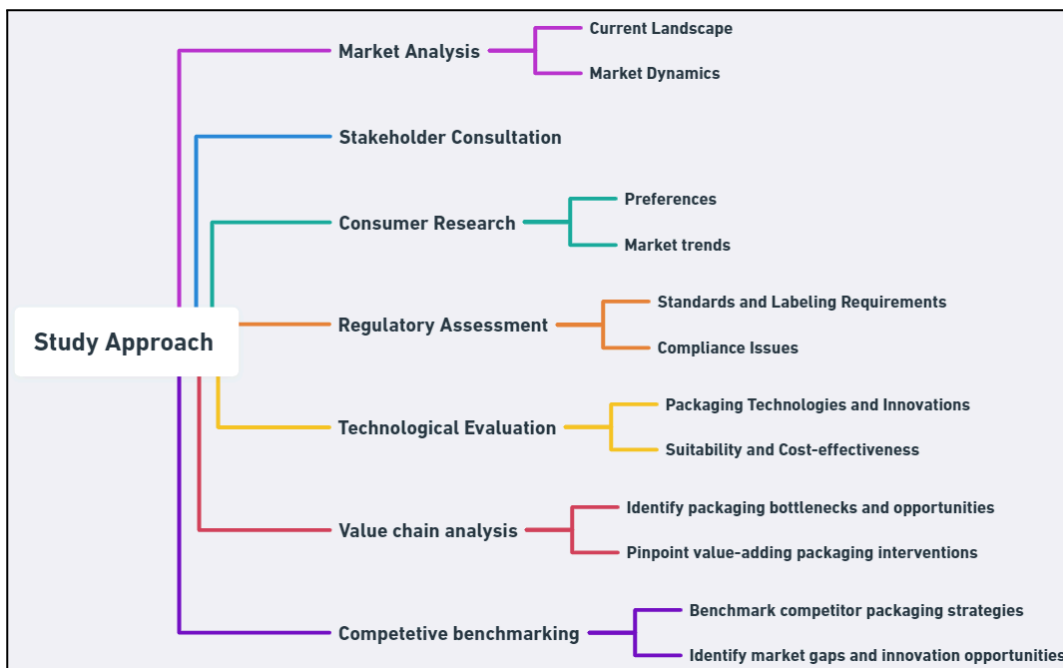 Study Approach
Market Analysis
Current Landscape
Market Dynamics
Stakeholder Consultation
Consumer Research
Preferences
Market trends
Regulatory Assessment
Standards and Labeling Requirements
Compliance Issues
Technological Evaluation
Packaging Technologies and Innovations
Suitability and Cost-effectiveness
Value chain analysis
Identify packaging bottlenecks and opportunities
Pinpoint value-adding packaging interventions
Competetive benchmarking
Benchmark competitor packaging strategies
Identify market gaps and innovation opportunities